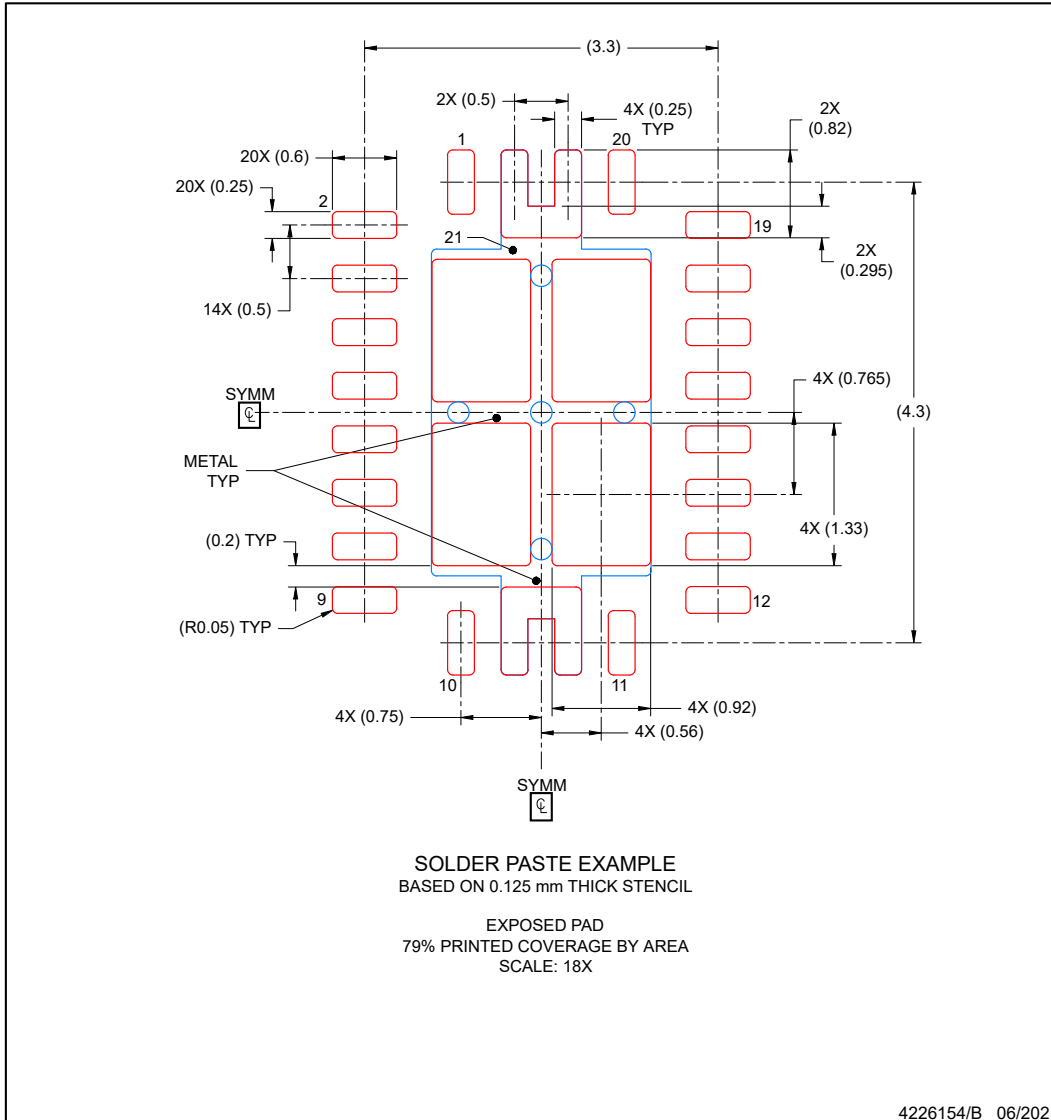 (3.3)
2X (0.5)
4X (0.25)
TYP
2X
(0.82)
1
20
20X (0.6)
20X (0.25)
2
19
21
2X
(0.295)
14X (0.5)
SYMM
℄
4X (0.765)
(4.3)
METAL
TYP
(0.2) TYP
4X (1.33)
9
12
(R0.05) TYP
10
11
4X (0.75)
4X (0.92)
4X (0.56)
SYMM
℄
SOLDER PASTE EXAMPLE
BASED ON 0.125 mm THICK STENCIL
EXPOSED PAD
79% PRINTED COVERAGE BY AREA
SCALE: 18X
4226154/B 06/202